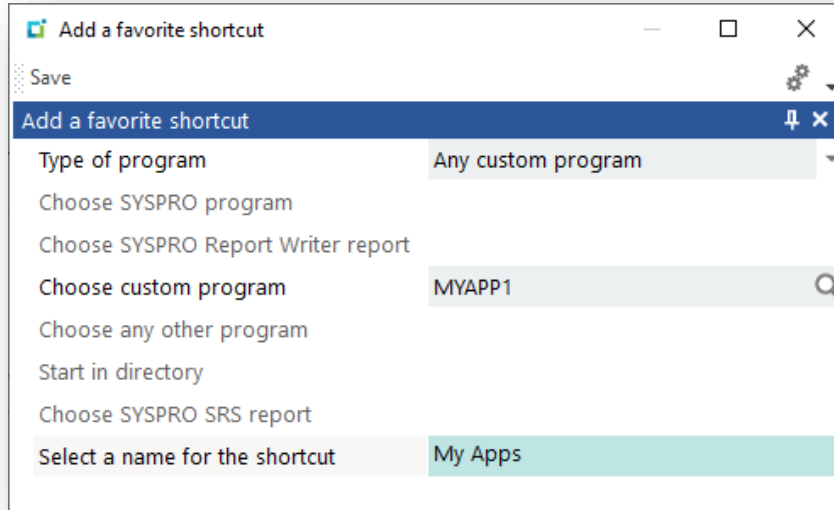 Add a favorite shortcut
Save
Add a favorite shortcut
Type of program Any custom program
Choose SYSPRO program
Choose SYSPRO Report Writer report
Choose custom program MYAPP1
Choose any other program
Start in directory
Choose SYSPRO SRS report
Select a name for the shortcut My Apps